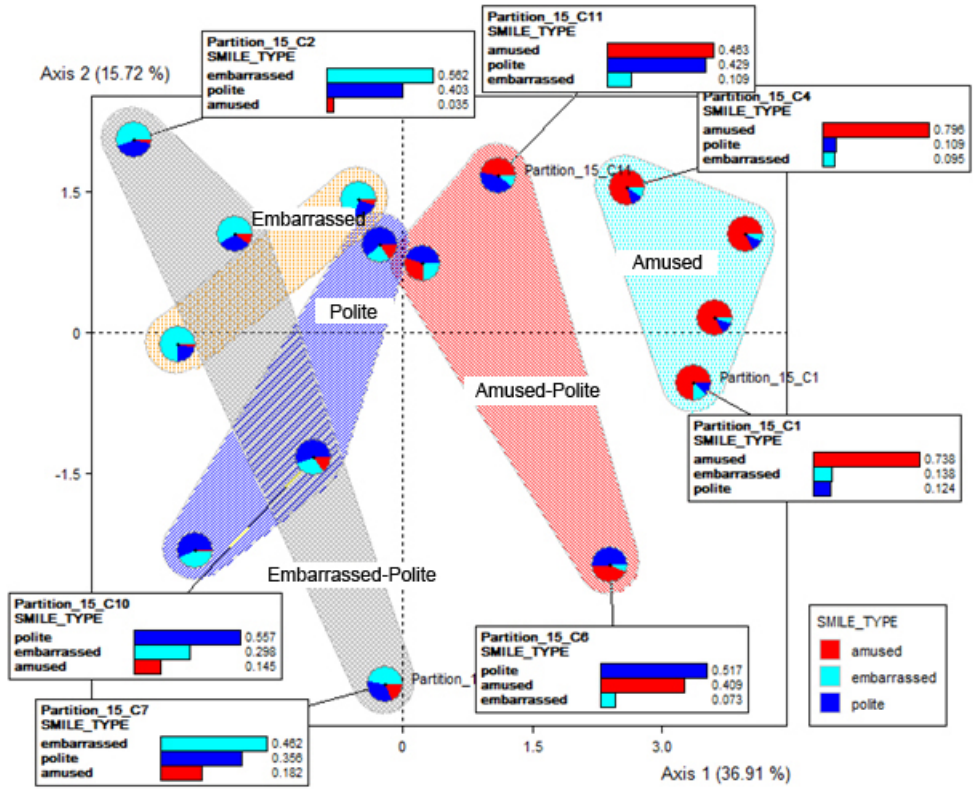 Partition_15_C11
SMILE_TYPE
amused 0.463
polite 0.429
embarrassed 0.109
Partition_15_C2
SMILE_TYPE
embarrassed 0.562
polite 0.403
amused 0.035
Axis 2 (15.72 %)
Partition_15_C4
SMILE_TYPE
amused 0.796
polite 0.109
embarrassed 0.095
Partition_15_C11
1.5
Embarrassed
Amused
Polite
0
Partition_15_C1
Amused-Polite
Partition_15_C1
SMILE_TYPE
amused 0.738
embarrassed 0.138
polite 0.124
-1.5
Embarrassed-Polite
Partition_15_C10
SMILE_TYPE
polite 0.557
embarrassed 0.298
amused 0.145
Partition_15_C6
SMILE_TYPE
polite 0.517
amused 0.409
embarrassed 0.073
SMILE_TYPE
amused
embarrassed
polite
Partition_1
Partition_15_C7
SMILE_TYPE
embarrassed 0.462
polite 0.356
amused 0.182
0 1.5 3.0
Axis 1 (36.91 %)